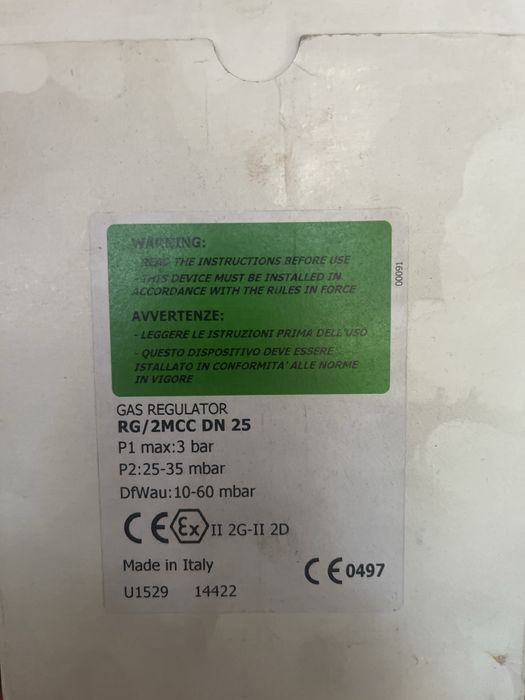 WARNING:
- READ THE INSTRUCTIONS BEFORE USE
- THIS DEVICE MUST BE INSTALLED IN
ACCORDANCE WITH THE RULES IN FORCE
AVVERTENZE:
- LEGGERE LE ISTRUZIONI PRIMA DELL'USO
- QUESTO DISPOSITIVO DEVE ESSERE
ISTALLATO IN CONFORMITA' ALLE NORME
IN VIGORE
00091
GAS REGULATOR
RG/2MCC DN 25
P1 max:3 bar
P2:25-35 mbar
DfWau:10-60 mbar
CE Ex II 2G-II 2D
Made in Italy
CE 0497
U1529 14422